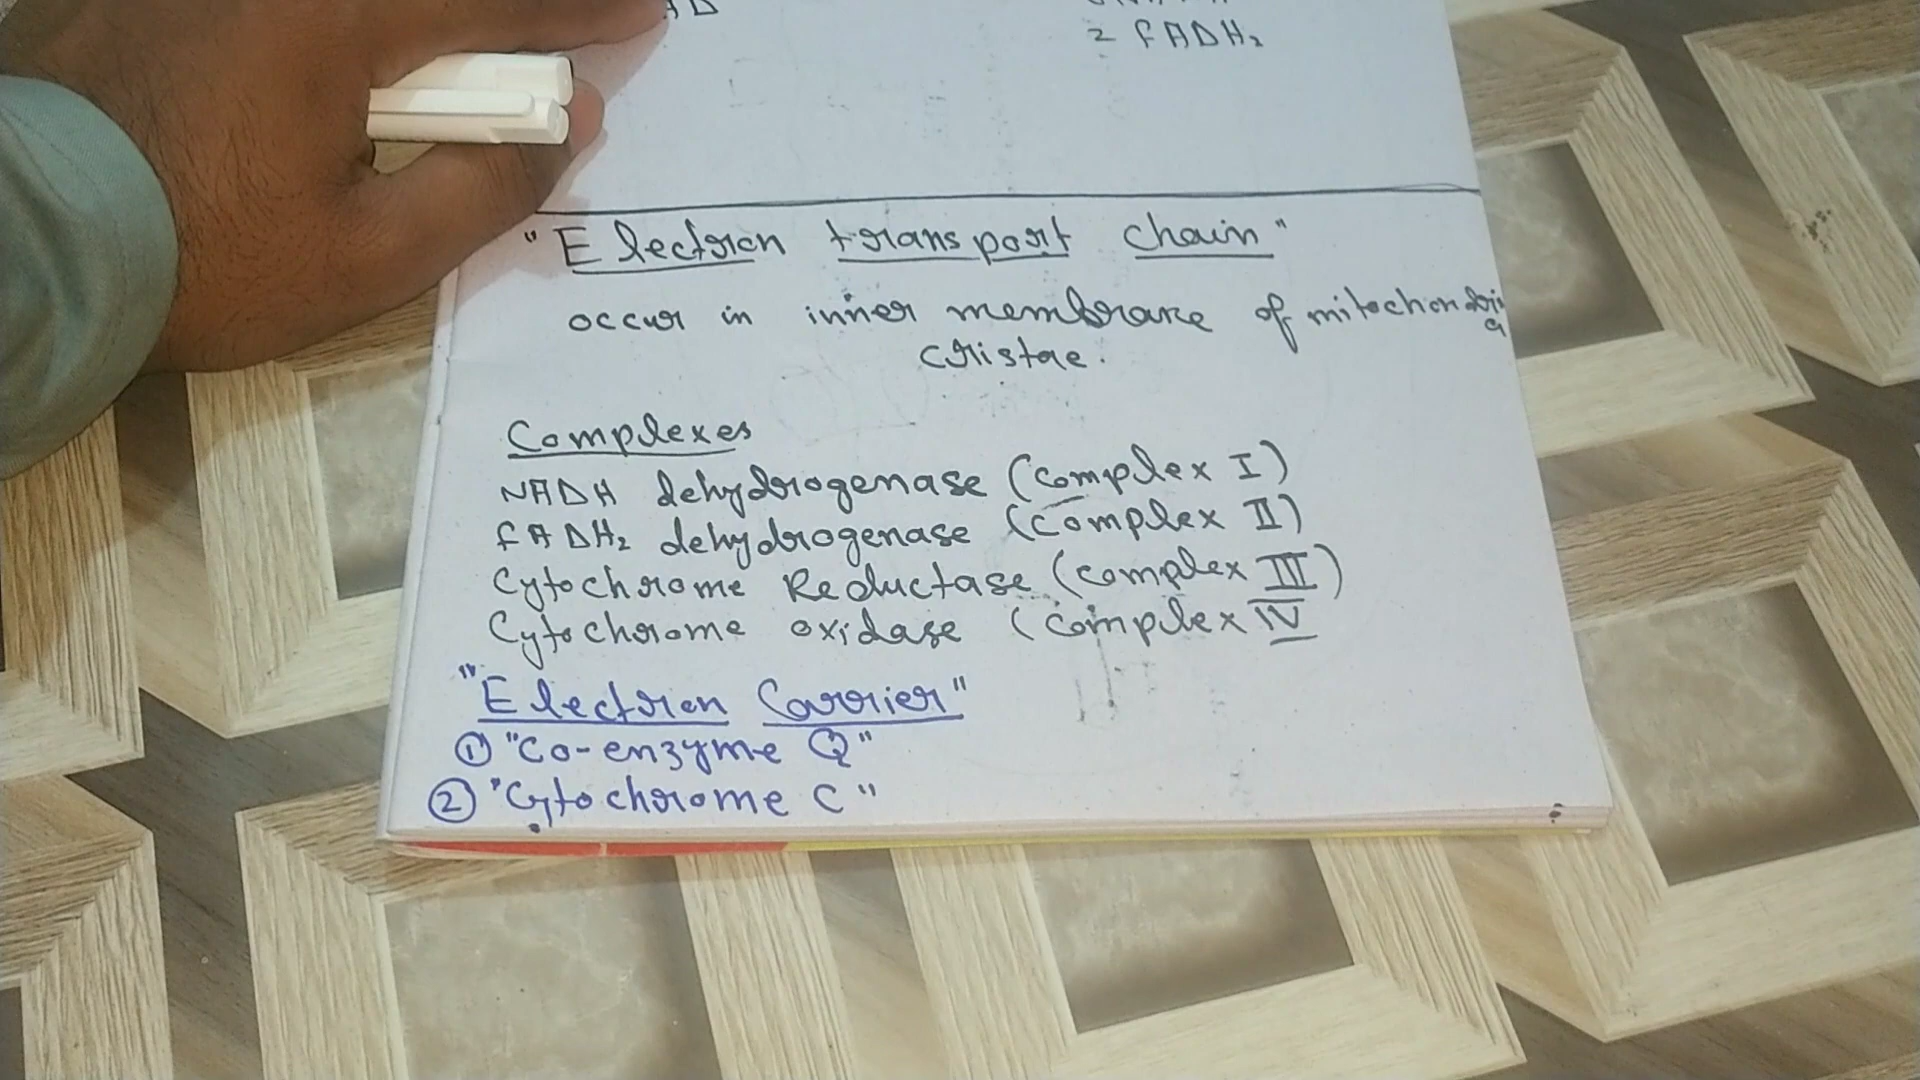 2 FADH₂
"Electron transport chain"
occur in inner membrane of mitochondria
cristae.
Complexes
NADH dehydrogenase (complex I)
FADH₂ dehydrogenase (complex II)
Cytochrome Reductase (complex III)
Cytochrome oxidase (complex IV
"Electron Carrier"
① "Co-enzyme Q"
② "Cytochrome C"